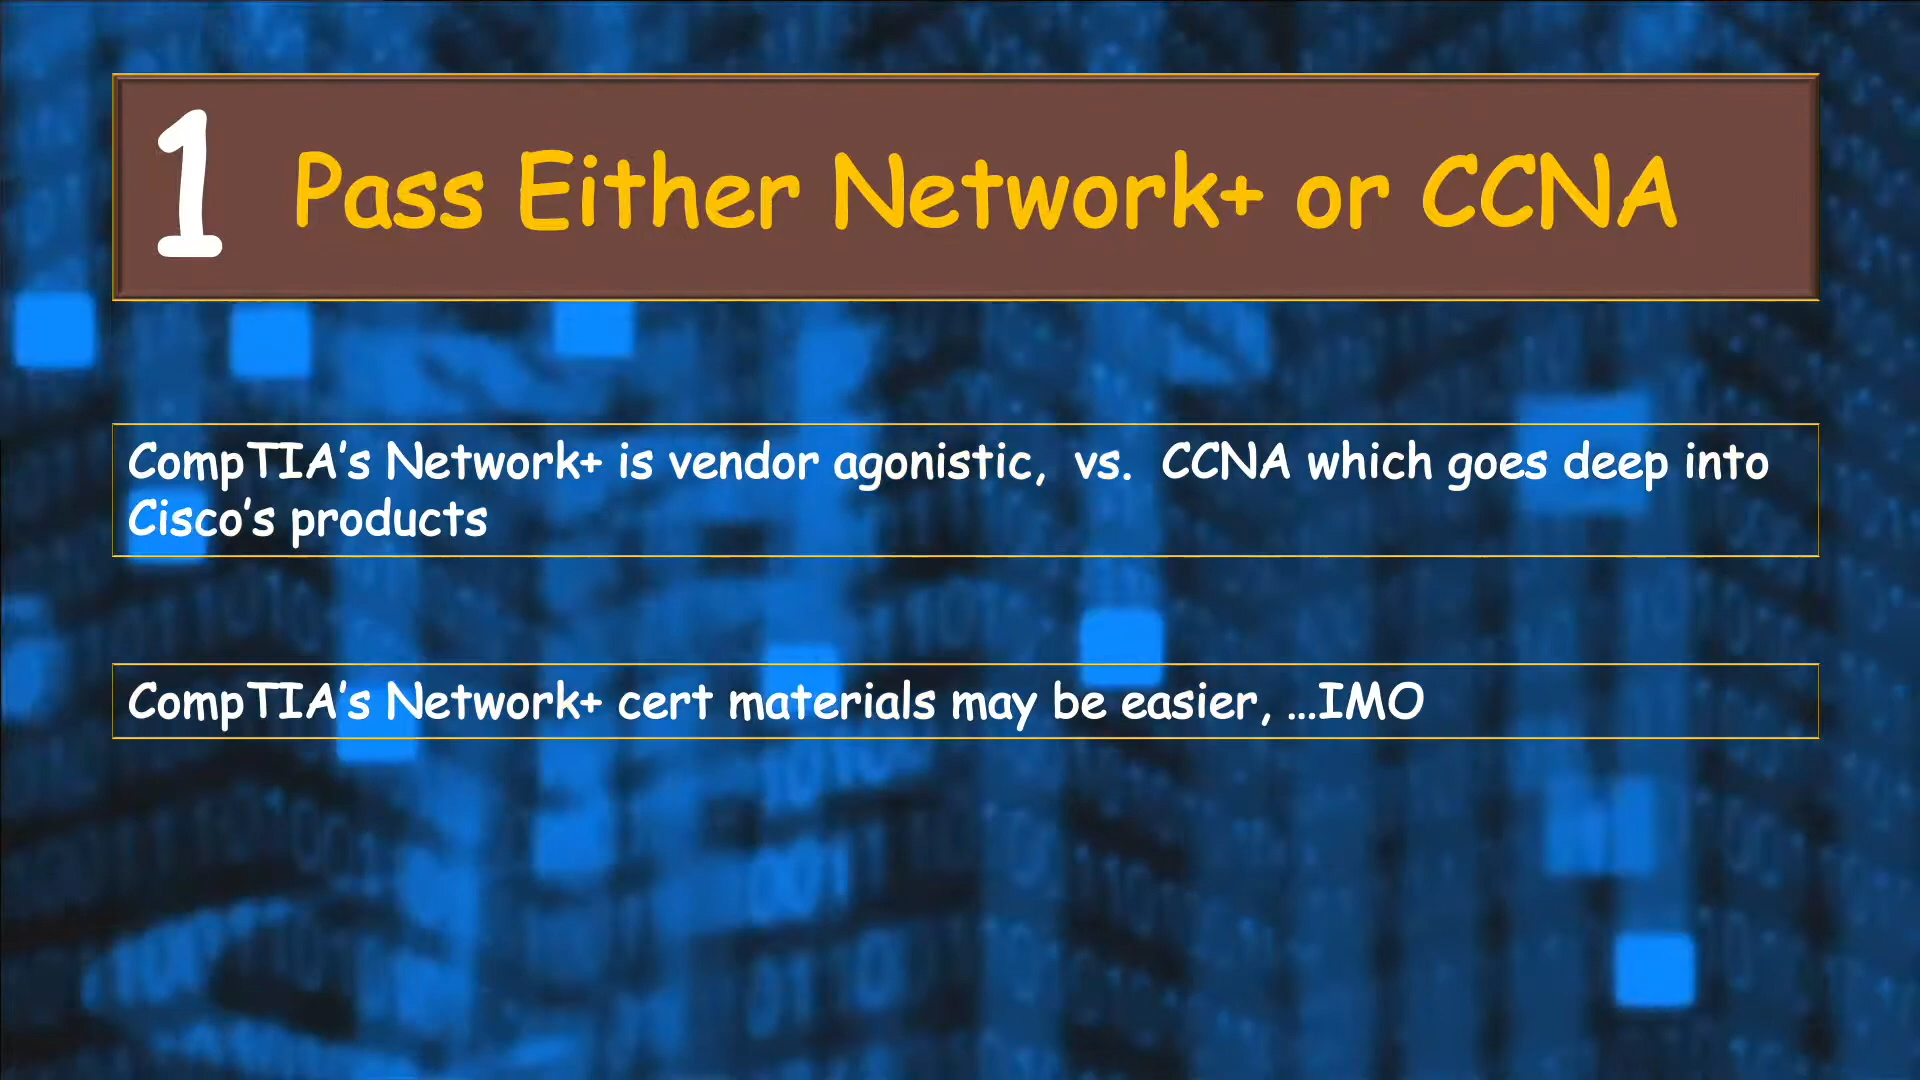 1 Pass Either Network+ or CCNA
CompTIA’s Network+ is vendor agonistic,  vs.  CCNA which goes deep into
Cisco’s products
CompTIA’s Network+ cert materials may be easier, …IMO